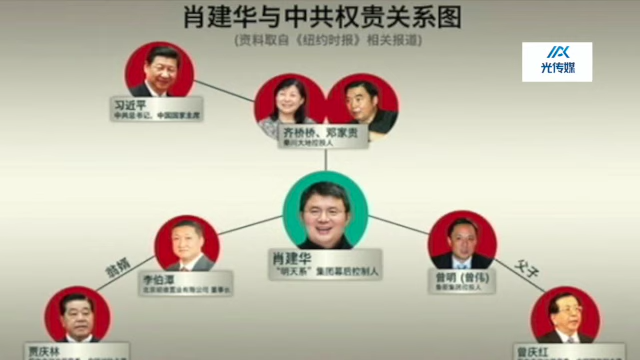 肖建华与中共权贵关系图
(资料取自《纽约时报》相关报道)
光传媒
习近平
中共总书记、中国国家主席
齐桥桥、邓家贵
秦川大地控投人
肖建华
“明天系”集团幕后控制人
翁婿
李伯潭
北京昭德置业有限公司 董事长
曾明 (曾伟)
鲁能集团控投人
父子
贾庆林
曾庆红